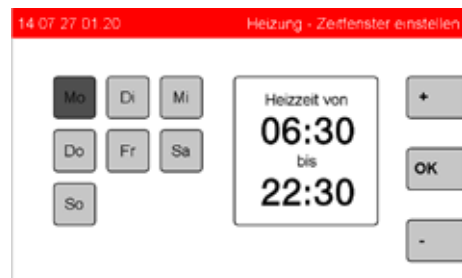 14 07 27 01 20 Heizung - Zeitfenster einstellen
Mo Di Mi
Do Fr Sa
So
Heizzeit von
06:30
bis
22:30
+
OK
-